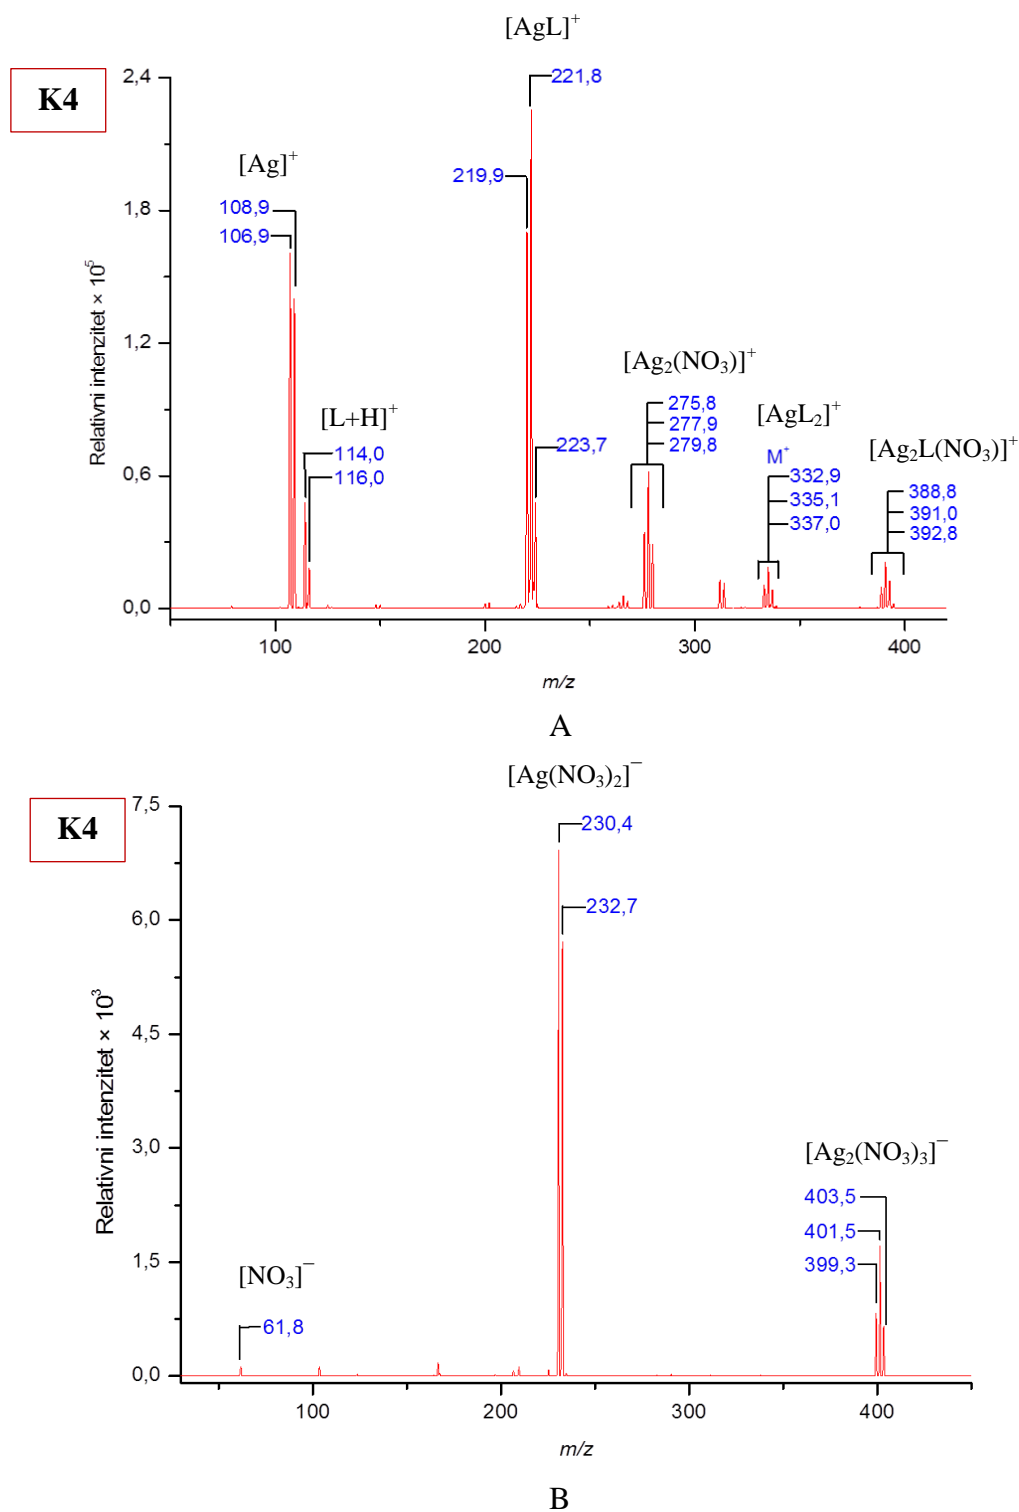 [AgL]⁺
K4
2,4
221,8
[Ag]⁺
219,9
108,9
106,9
1,8
Relativni intenzitet × 10⁵
1,2
[Ag₂(NO₃)]⁺
275,8
277,9
279,8
[AgL₂]⁺
M⁺
332,9
335,1
337,0
[Ag₂L(NO₃)]⁺
388,8
391,0
392,8
[L+H]⁺
114,0
116,0
223,7
0,6
0,0
100
200
300
400
m/z
A
[Ag(NO₃)₂]⁻
K4
7,5
230,4
232,7
6,0
4,5
Relativni intenzitet × 10³
3,0
[Ag₂(NO₃)₃]⁻
403,5
401,5
399,3
1,5
[NO₃]⁻
61,8
0,0
100
200
300
400
m/z
B